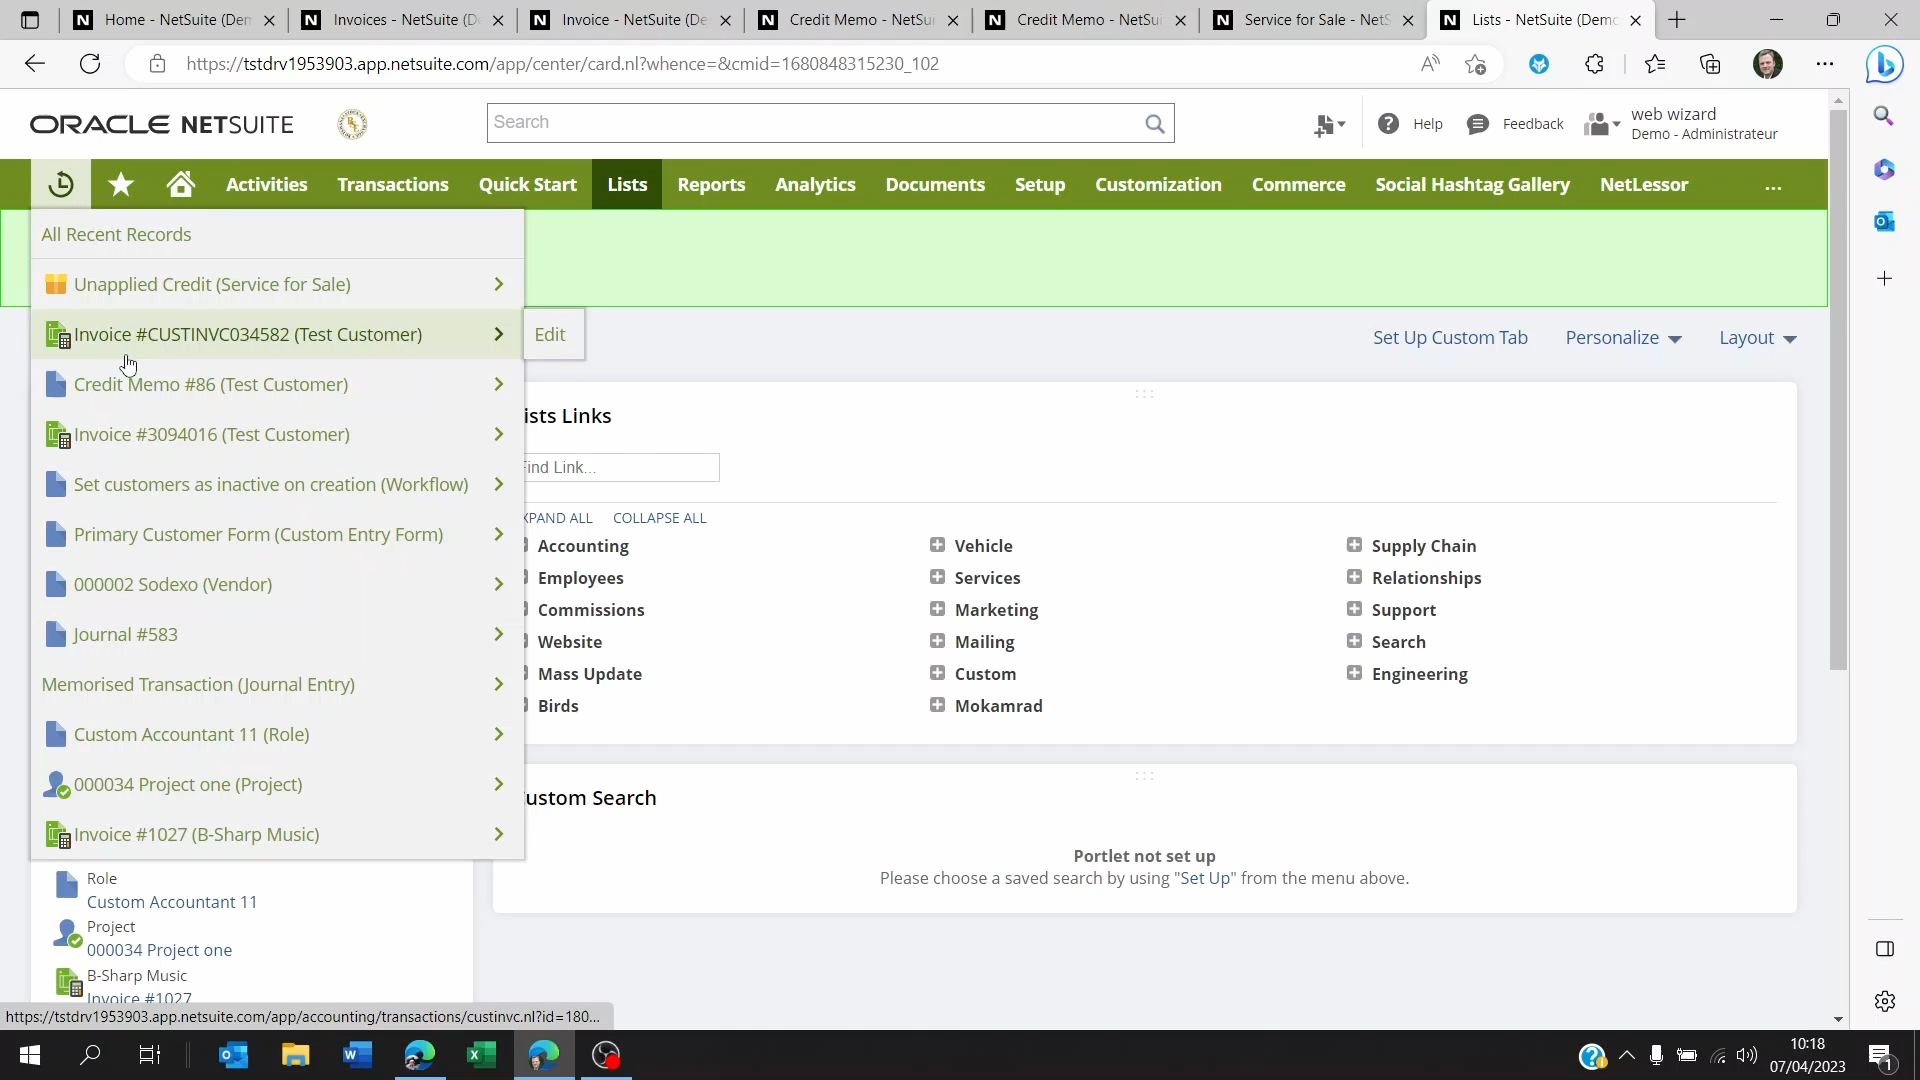 Home - NetSuite (Den
Invoices - NetSuite (D
Invoice - NetSuite (De
Credit Memo - NetSui
Credit Memo - NetSui
Service for Sale - NetS
Lists - NetSuite (Demo
https://tstdrv1953903.app.netsuite.com/app/center/card.nl?whence=&cmid=1680848315230_102
ORACLE NETSUITE
Search
Help
Feedback
web wizard
Demo - Administrateur
Activities
Transactions
Quick Start
Lists
Reports
Analytics
Documents
Setup
Customization
Commerce
Social Hashtag Gallery
NetLessor
...
All Recent Records
Unapplied Credit (Service for Sale)
Invoice #CUSTINVC034582 (Test Customer)
Edit
Credit Memo #86 (Test Customer)
Invoice #3094016 (Test Customer)
Set customers as inactive on creation (Workflow)
Primary Customer Form (Custom Entry Form)
000002 Sodexo (Vendor)
Journal #583
Memorised Transaction (Journal Entry)
Custom Accountant 11 (Role)
000034 Project one (Project)
Invoice #1027 (B-Sharp Music)
Role
Custom Accountant 11
Project
000034 Project one
B-Sharp Music
Invoice #1027
Set Up Custom Tab
Personalize
Layout
ists Links
Find Link...
XPAND ALL
COLLAPSE ALL
Accounting
Employees
Commissions
Website
Mass Update
Birds
Vehicle
Services
Marketing
Mailing
Custom
Mokamrad
Supply Chain
Relationships
Support
Search
Engineering
ustom Search
Portlet not set up
Please choose a saved search by using "Set Up" from the menu above.
https://tstdrv1953903.app.netsuite.com/app/accounting/transactions/custinvc.nl?id=180...
10:18
07/04/2023
1